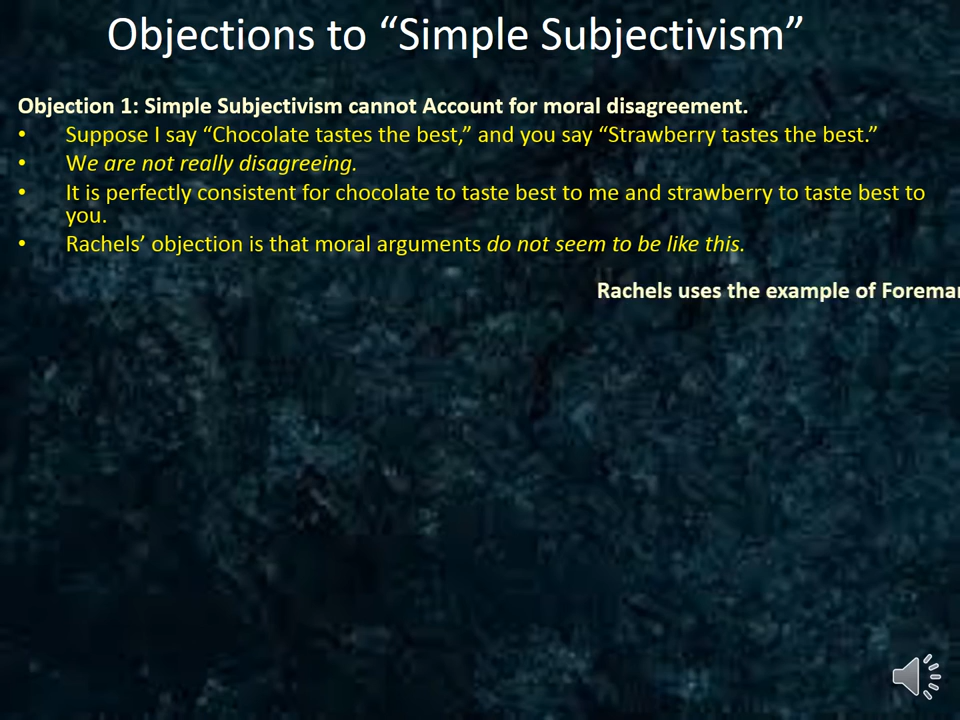 Objections to “Simple Subjectivism”
Objection 1: Simple Subjectivism cannot Account for moral disagreement.
• Suppose I say “Chocolate tastes the best,” and you say “Strawberry tastes the best.”
• We are not really disagreeing.
• It is perfectly consistent for chocolate to taste best to me and strawberry to taste best to
you.
• Rachels’ objection is that moral arguments do not seem to be like this.
Rachels uses the example of